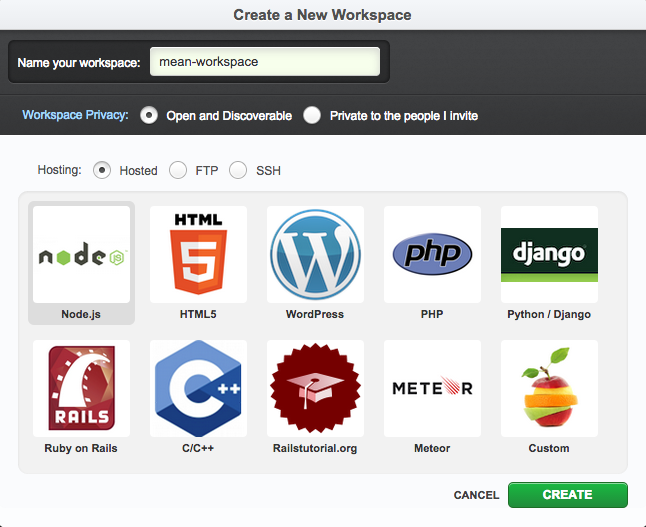 Create a New Workspace
Name your workspace: mean-workspace
Workspace Privacy: Open and Discoverable Private to the people I invite
Hosting: Hosted FTP SSH
node JS HTML 5 W php django
Node.js HTML5 WordPress PHP Python / Django
RAILS C++ METEOR
Ruby on Rails C/C++ Railstutorial.org Meteor Custom
CANCEL CREATE